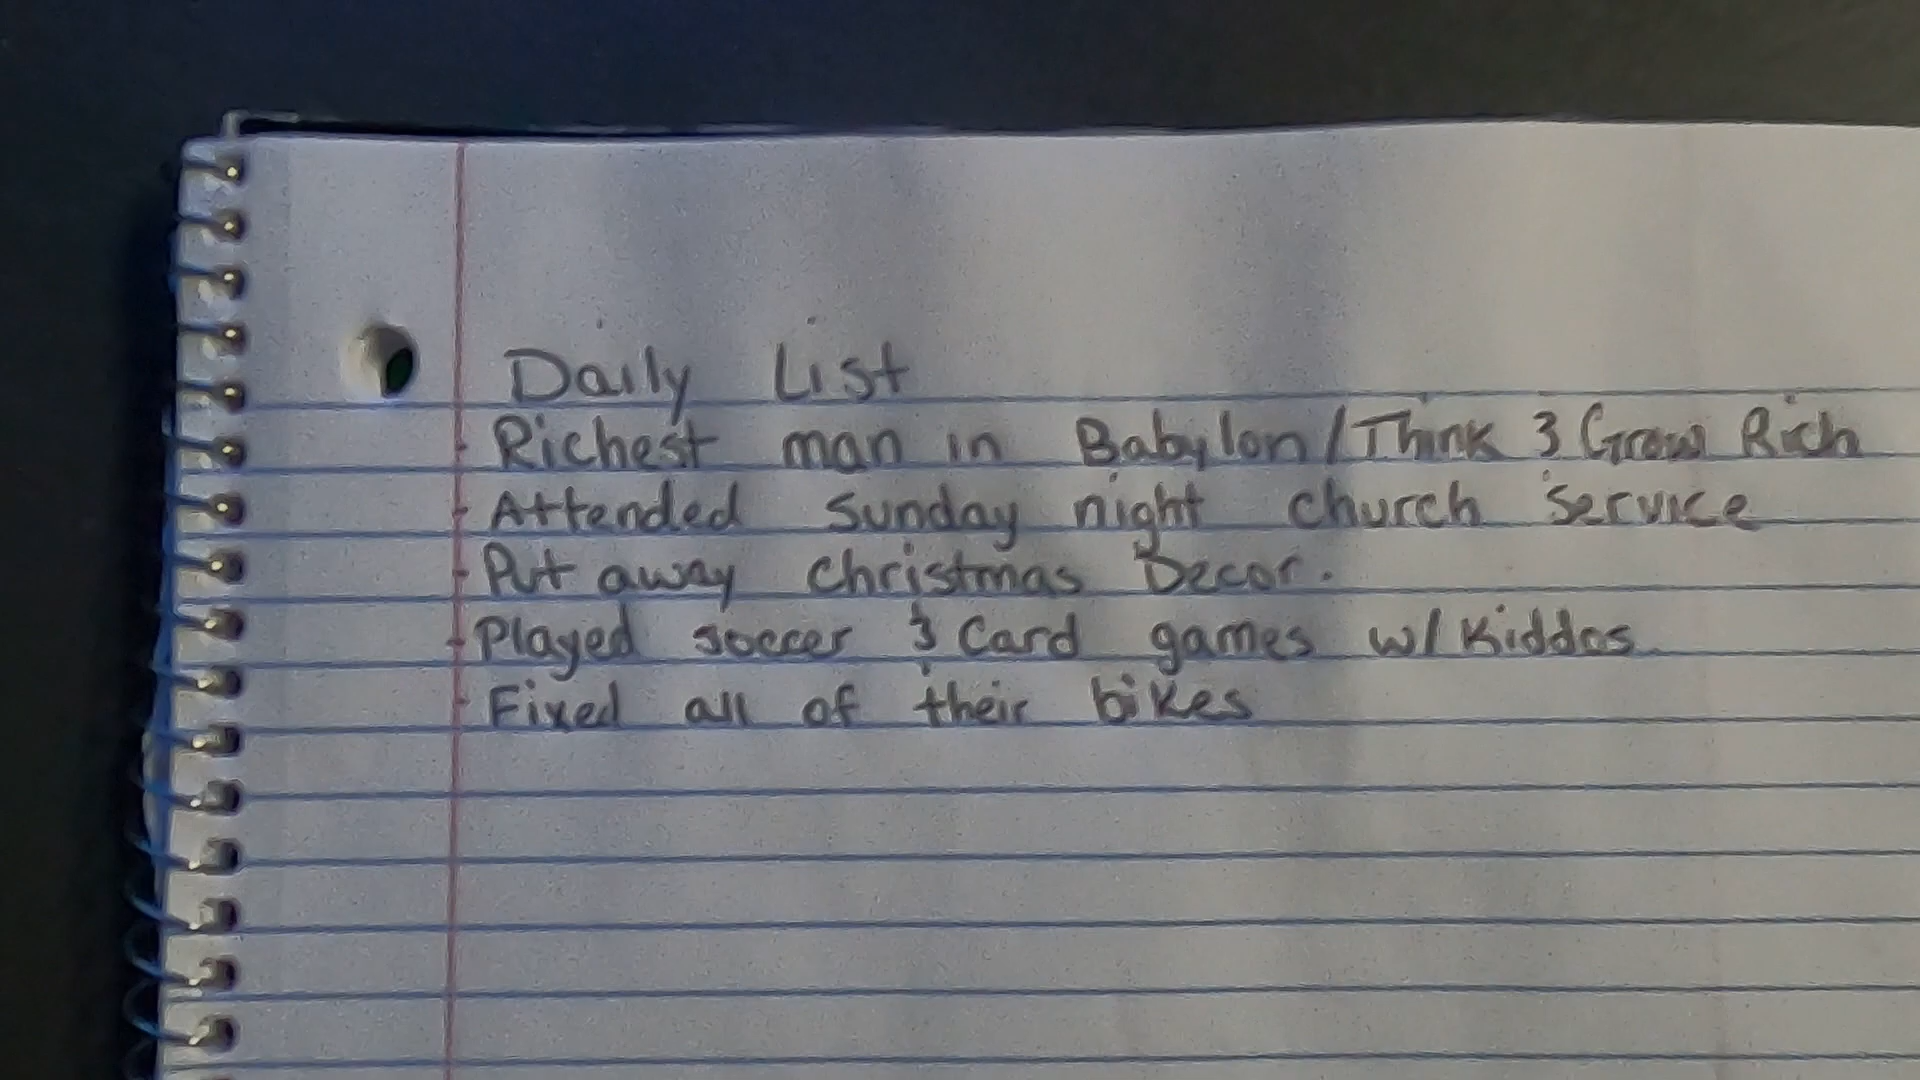 Daily List
- Richest man in Babylon/Think & Grow Rich
- Attended Sunday night church service
- Put away Christmas Decor.
- Played soccer & Card games w/ Kiddos
- Fixed all of their bikes